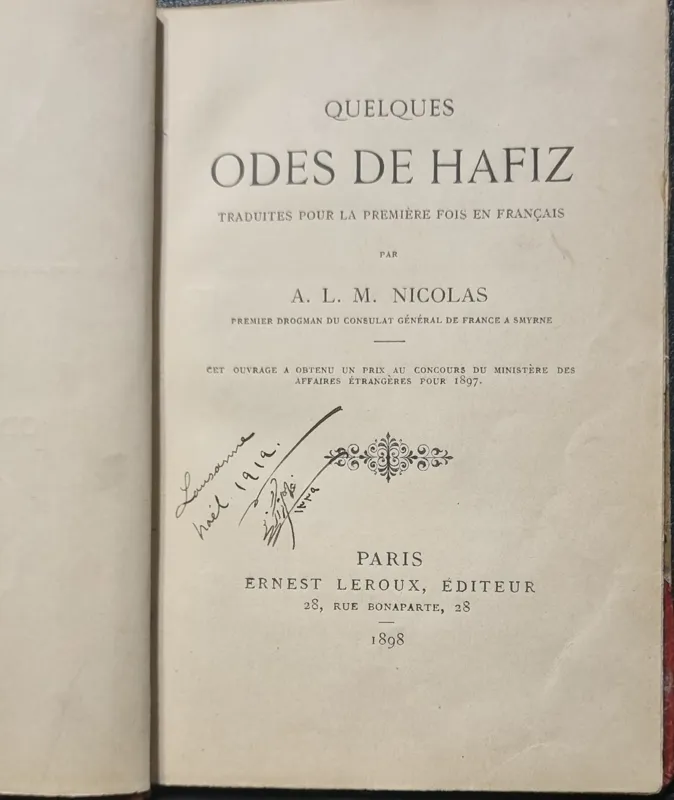 QUELQUES
ODES DE HAFIZ
TRADUITES POUR LA PREMIÈRE FOIS EN FRANÇAIS
PAR
A. L. M. NICOLAS
PREMIER DROGMAN DU CONSULAT GÉNÉRAL DE FRANCE A SMYRNE
CET OUVRAGE A OBTENU UN PRIX AU CONCOURS DU MINISTÈRE DES
AFFAIRES ÉTRANGÈRES POUR 1897.
Lausanne
Noël 1919.
PARIS
ERNEST LEROUX, ÉDITEUR
28, RUE BONAPARTE, 28
1898